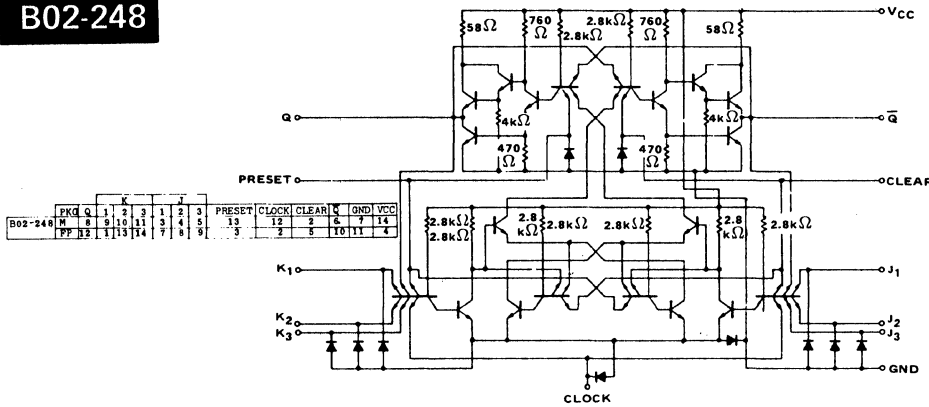 B02-248
58Ω
760 Ω
2.8kΩ
2.8kΩ
760 Ω
58Ω
VCC
4kΩ
4kΩ
Q
Q̄
470 Ω
470 Ω
PRESET
CLEAR
K J
PKG Q 1 2 3 1 2 3 PRESET CLOCK CLEAR Q̄ GND VCC
B02-248 M 8 9 10 11 3 4 5 13 12 2 6 7 14
FP 12 1 13 14 7 8 9 3 2 5 10 11 4
2.8kΩ
2.8kΩ
2.8 kΩ
2.8kΩ
2.8kΩ
2.8 kΩ
2.8kΩ
K1
J1
K2
J2
K3
J3
GND
CLOCK